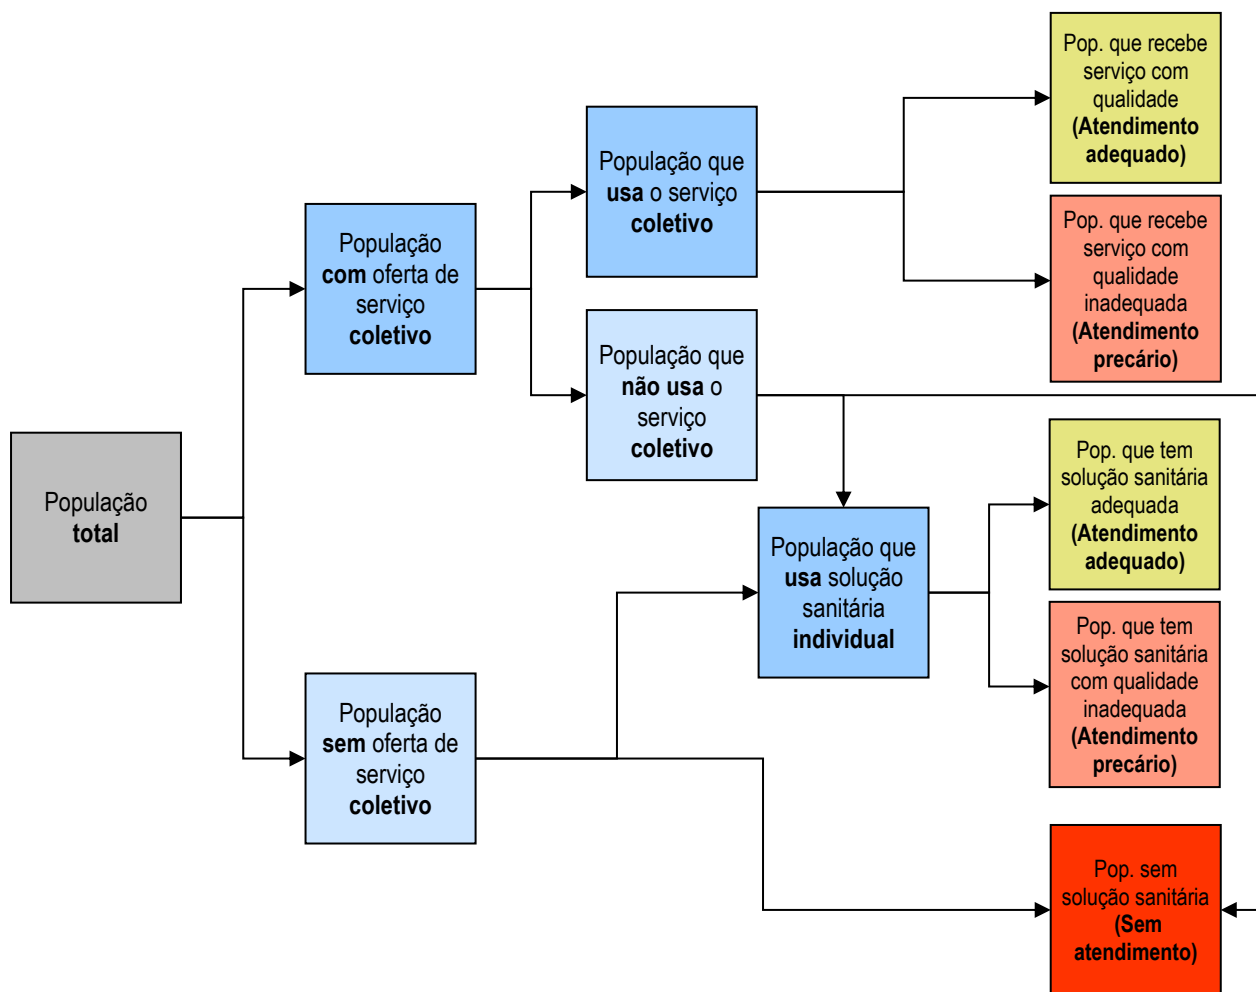 População
total
População
com oferta de
serviço
coletivo
População
sem oferta de
serviço
coletivo
População que
usa o serviço
coletivo
População que
não usa o
serviço
coletivo
População que
usa solução
sanitária
individual
Pop. que recebe
serviço com
qualidade
(Atendimento
adequado)
Pop. que recebe
serviço com
qualidade
inadequada
(Atendimento
precário)
Pop. que tem
solução sanitária
adequada
(Atendimento
adequado)
Pop. que tem
solução sanitária
com qualidade
inadequada
(Atendimento
precário)
Pop. sem
solução sanitária
(Sem
atendimento)